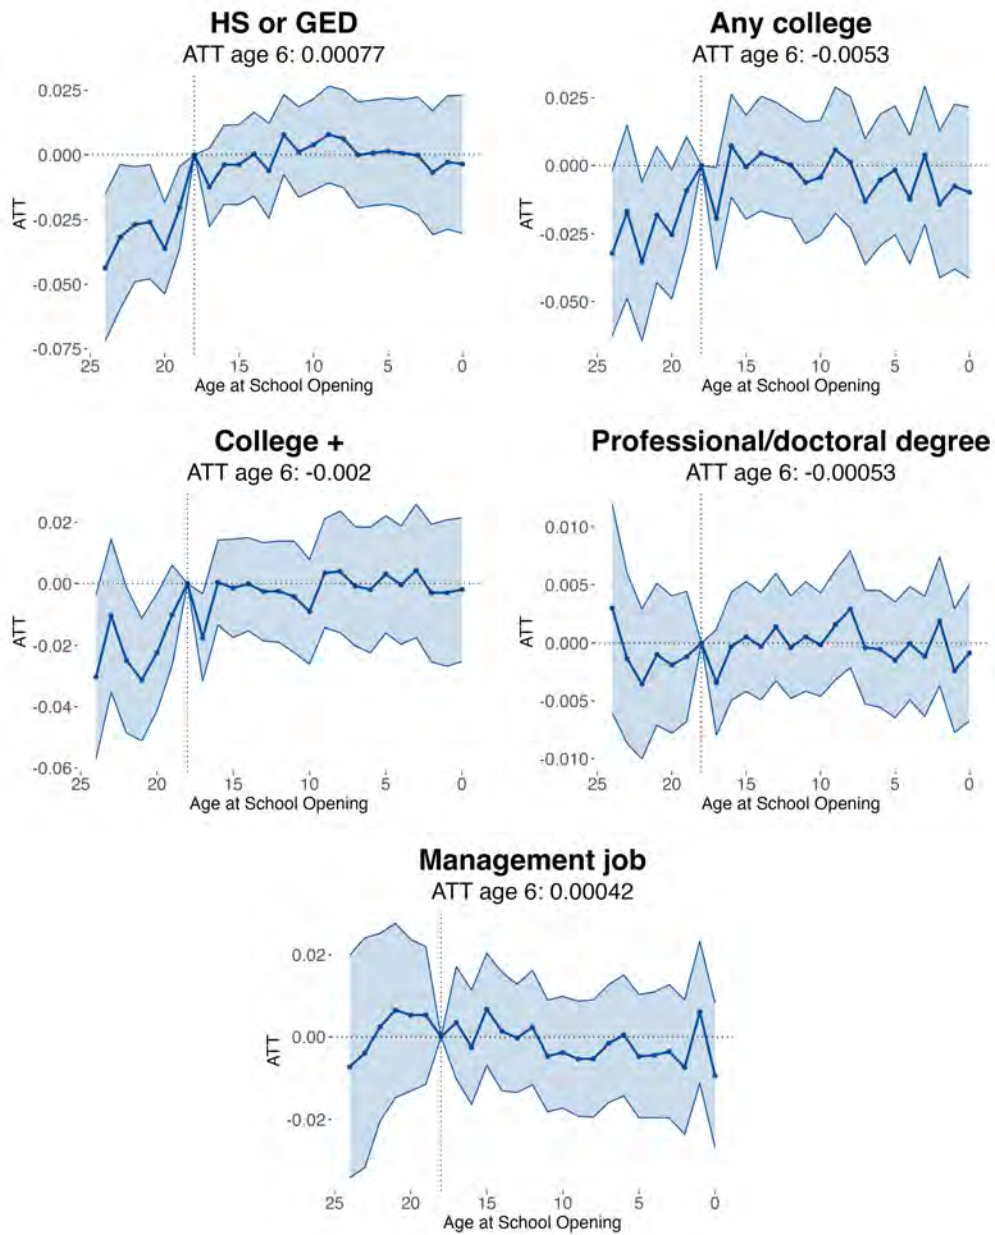 HS or GED
ATT age 6: 0.00077
0.025
0.000
-0.025
-0.050
-0.075
ATT
25 20 15 10 5 0
Age at School Opening
Any college
ATT age 6: -0.0053
0.025
0.000
-0.025
-0.050
ATT
25 20 15 10 5 0
Age at School Opening
College +
ATT age 6: -0.002
0.02
0.00
-0.02
-0.04
-0.06
ATT
25 20 15 10 5 0
Age at School Opening
Professional/doctoral degree
ATT age 6: -0.00053
0.010
0.005
0.000
-0.005
-0.010
ATT
25 20 15 10 5 0
Age at School Opening
Management job
ATT age 6: 0.00042
0.02
0.00
-0.02
ATT
25 20 15 10 5 0
Age at School Opening